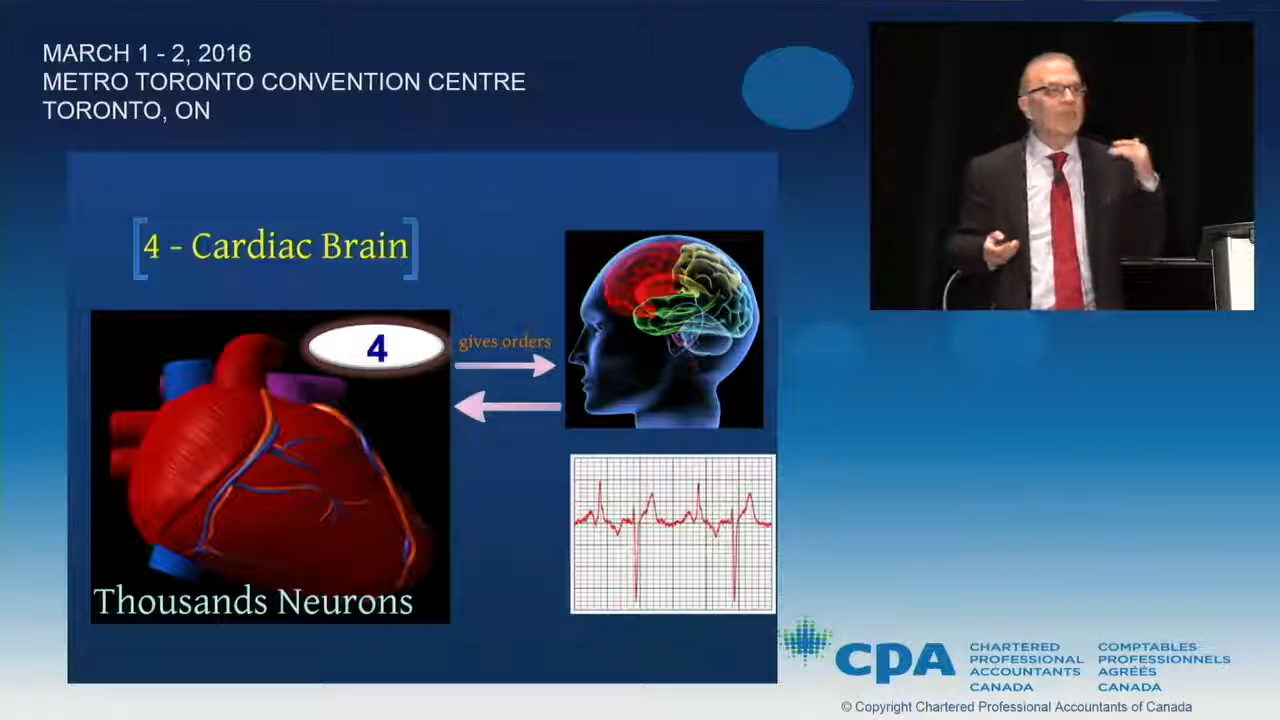 MARCH 1 - 2, 2016
METRO TORONTO CONVENTION CENTRE
TORONTO, ON
4 - Cardiac Brain
4
gives orders
Thousands Neurons
CPA
CHARTERED
PROFESSIONAL
ACCOUNTANTS
CANADA
COMPTABLES
PROFESSIONNELS
AGRÉÉS
CANADA
© Copyright Chartered Professional Accountants of Canada